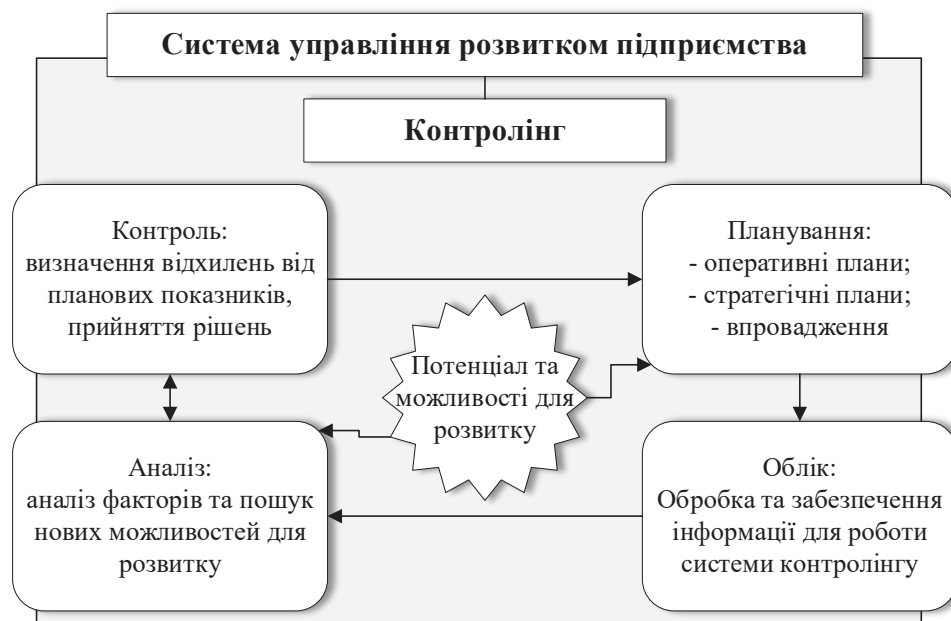 Система управління розвитком підприємства
Контролінг
Контроль:
визначення відхилень від
планових показників,
прийняття рішень
Планування:
- оперативні плани;
- стратегічні плани;
- впровадження
Потенціал та
можливості для
розвитку
Аналіз:
аналіз факторів та пошук
нових можливостей для
розвитку
Облік:
Обробка та забезпечення
інформації для роботи
системи контролінгу